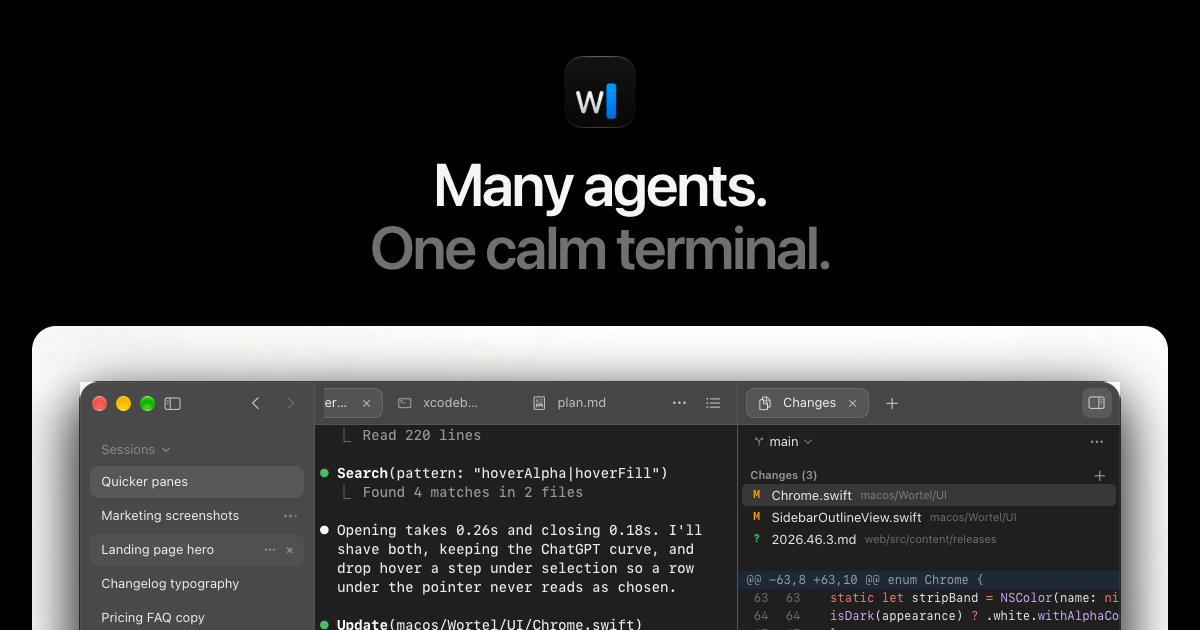 w
Many agents.
One calm terminal.
er...
xcodeb...
plan.md
Changes
Sessions
Quicker panes
Marketing screenshots
Landing page hero
Changelog typography
Pricing FAQ copy
Read 220 lines
Search(pattern: "hoverAlpha|hoverFill")
Found 4 matches in 2 files
Opening takes 0.26s and closing 0.18s. I'll
shave both, keeping the ChatGPT curve, and
drop hover a step under selection so a row
under the pointer never reads as chosen.
Update(macos/Wortel/UI/Chrome.swift)
main
Changes (3)
M Chrome.swift macos/Wortel/UI
M SidebarOutlineView.swift macos/Wortel/UI
? 2026.46.3.md web/src/content/releases
@@ -63,8 +63,10 @@ enum Chrome {
63 63 static let stripBand = NSColor(name: ni
64 64 isDark(appearance) ? .white.withAlphaCo